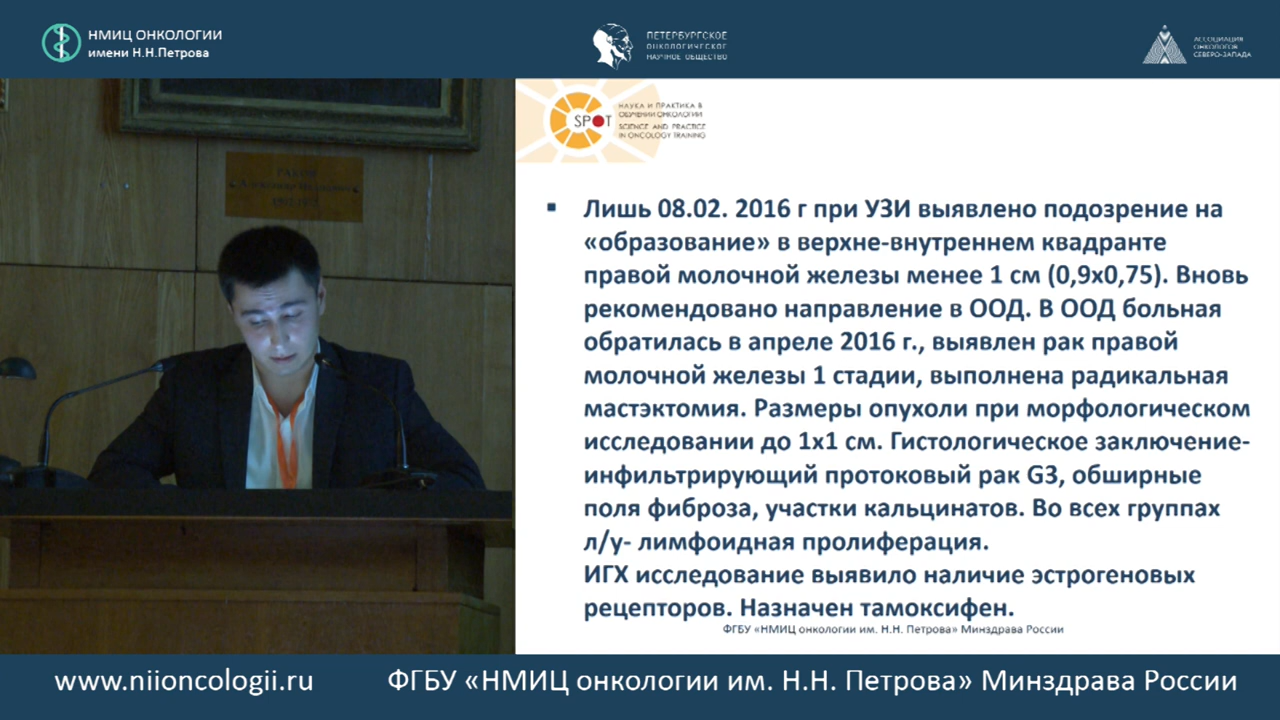 НМИЦ ОНКОЛОГИИ
имени Н.Н.Петрова
ПЕТЕРБУРГСКОЕ
ОНКОЛОГИЧЕСКОЕ
НАУЧНОЕ ОБЩЕСТВО
АССОЦИАЦИЯ
ОНКОЛОГОВ
СЕВЕРО-ЗАПАДА
SPOT
НАУКА И ПРАКТИКА В
ОБУЧЕНИИ ОНКОЛОГИИ
SCIENCE AND PRACTICE
IN ONCOLOGY TRAINING
▪ Лишь 08.02. 2016 г при УЗИ выявлено подозрение на
«образование» в верхне-внутреннем квадранте
правой молочной железы менее 1 см (0,9х0,75). Вновь
рекомендовано направление в ООД. В ООД больная
обратилась в апреле 2016 г., выявлен рак правой
молочной железы 1 стадии, выполнена радикальная
мастэктомия. Размеры опухоли при морфологическом
исследовании до 1х1 см. Гистологическое заключение-
инфильтрирующий протоковый рак G3, обширные
поля фиброза, участки кальцинатов. Во всех группах
л/у- лимфоидная пролиферация.
ИГХ исследование выявило наличие эстрогеновых
рецепторов. Назначен тамоксифен.
ФГБУ «НМИЦ онкологии им. Н.Н. Петрова» Минздрава России
www.niioncologii.ru
ФГБУ «НМИЦ онкологии им. Н.Н. Петрова» Минздрава России